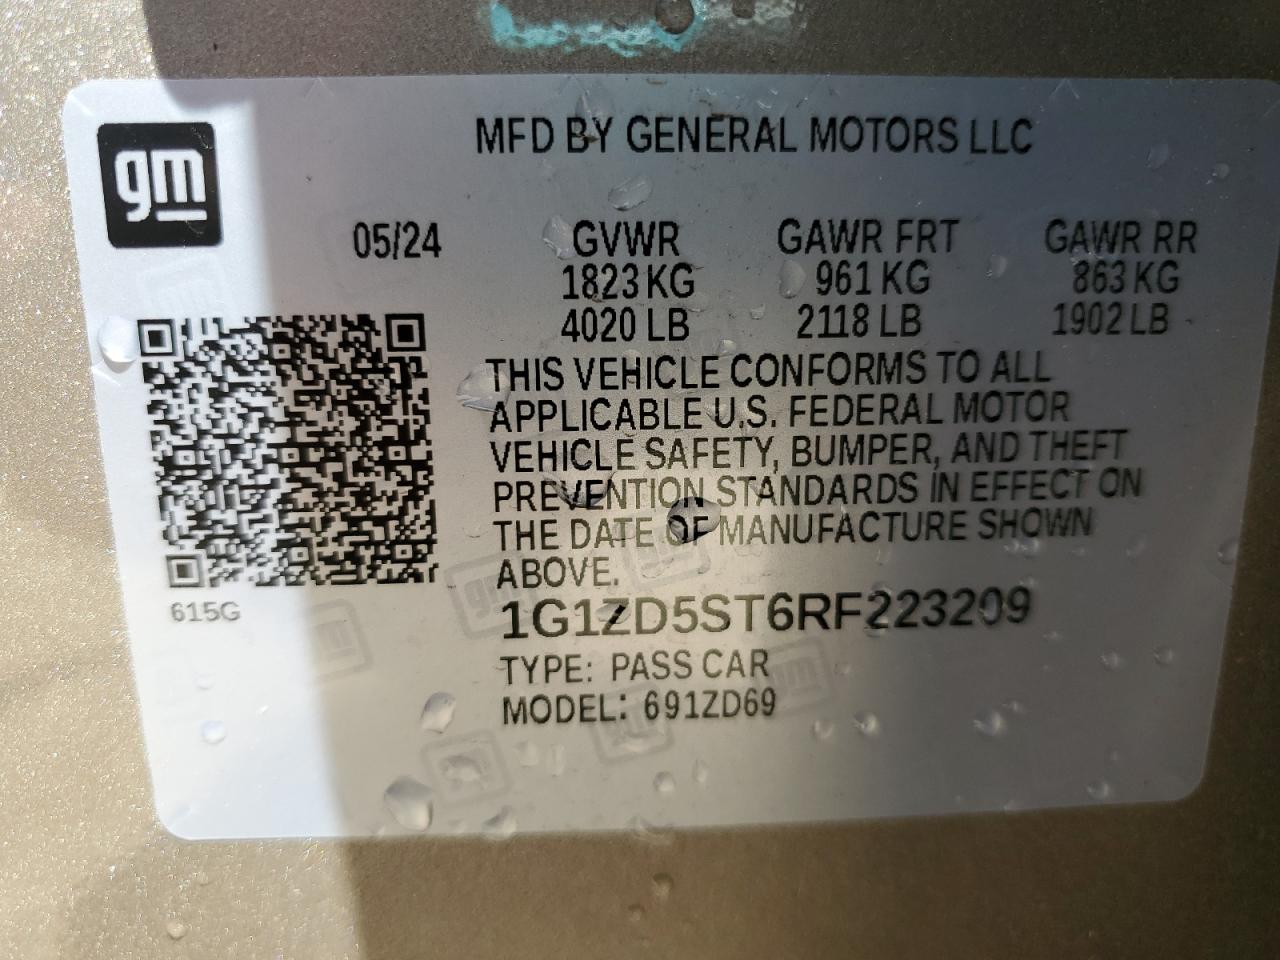 gm
MFD BY GENERAL MOTORS LLC
05/24
GVWR GAWR FRT GAWR RR
1823 KG 961 KG 863 KG
4020 LB 2118 LB 1902 LB
THIS VEHICLE CONFORMS TO ALL
APPLICABLE U.S. FEDERAL MOTOR
VEHICLE SAFETY, BUMPER, AND THEFT
PREVENTION STANDARDS IN EFFECT ON
THE DATE OF MANUFACTURE SHOWN
ABOVE.
615G
1G1ZD5ST6RF223209
TYPE: PASS CAR
MODEL: 691ZD69